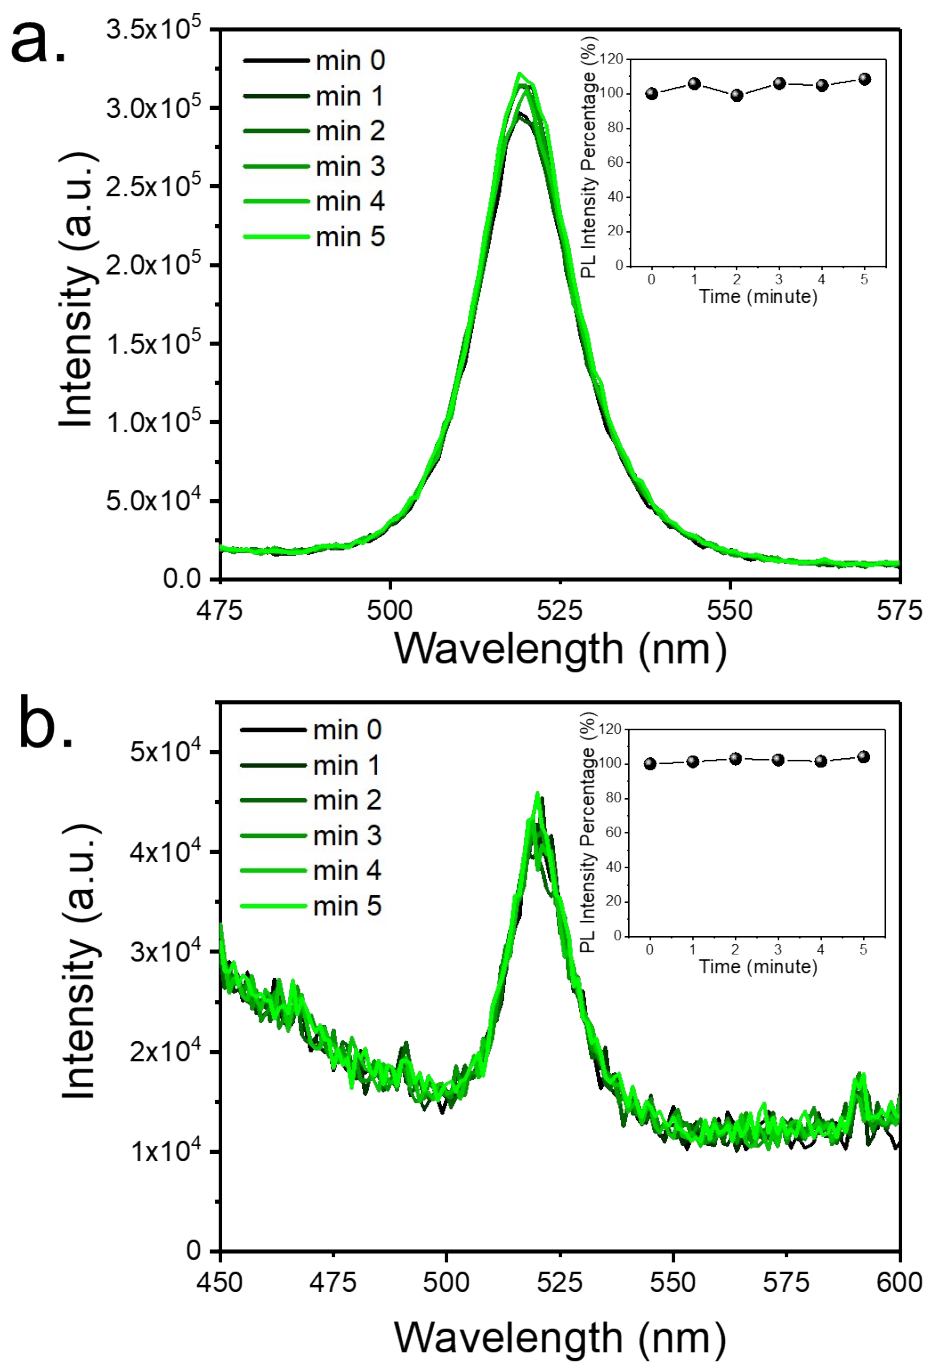 a.
3.5x10⁵
3.0x10⁵
2.5x10⁵
2.0x10⁵
1.5x10⁵
1.0x10⁵
5.0x10⁴
0.0
Intensity (a.u.)
min 0
min 1
min 2
min 3
min 4
min 5
PL Intensity Percentage (%)
120
100
80
60
40
20
0
0 1 2 3 4 5
Time (minute)
475 500 525 550 575
Wavelength (nm)
b.
5x10⁴
4x10⁴
3x10⁴
2x10⁴
1x10⁴
0
Intensity (a.u.)
min 0
min 1
min 2
min 3
min 4
min 5
PL Intensity Percentage (%)
120
100
80
60
40
20
0
0 1 2 3 4 5
Time (minute)
450 475 500 525 550 575 600
Wavelength (nm)